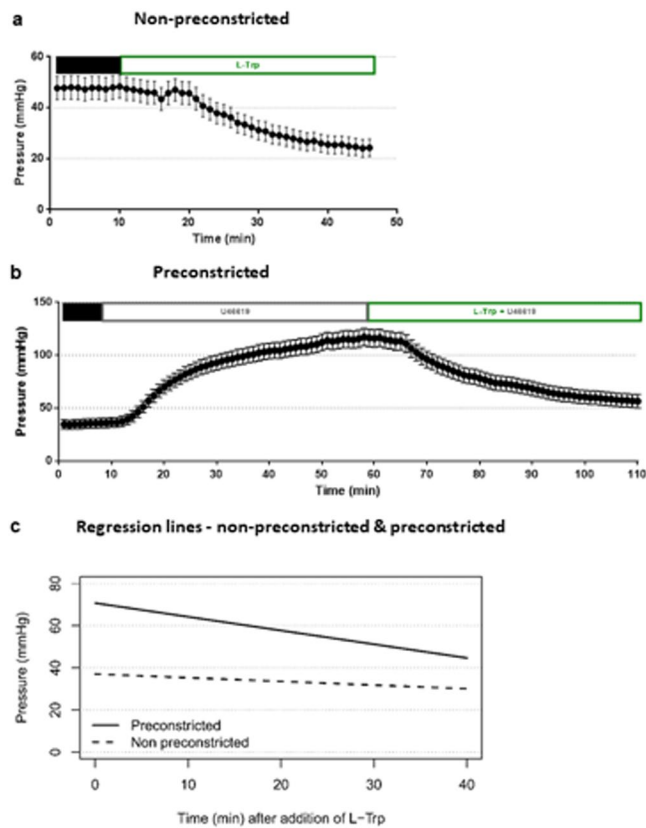 a Non-preconstricted
60
40
20
0
Pressure (mmHg)
L-Trp
0 10 20 30 40 50
Time (min)
b Preconstricted
150
100
50
0
Pressure (mmHg)
U46619
L-Trp + U46619
0 10 20 30 40 50 60 70 80 90 100 110
Time (min)
c Regression lines - non-preconstricted & preconstricted
80
60
40
20
0
Pressure (mmHg)
Preconstricted
Non preconstricted
0 10 20 30 40
Time (min) after addition of L-Trp